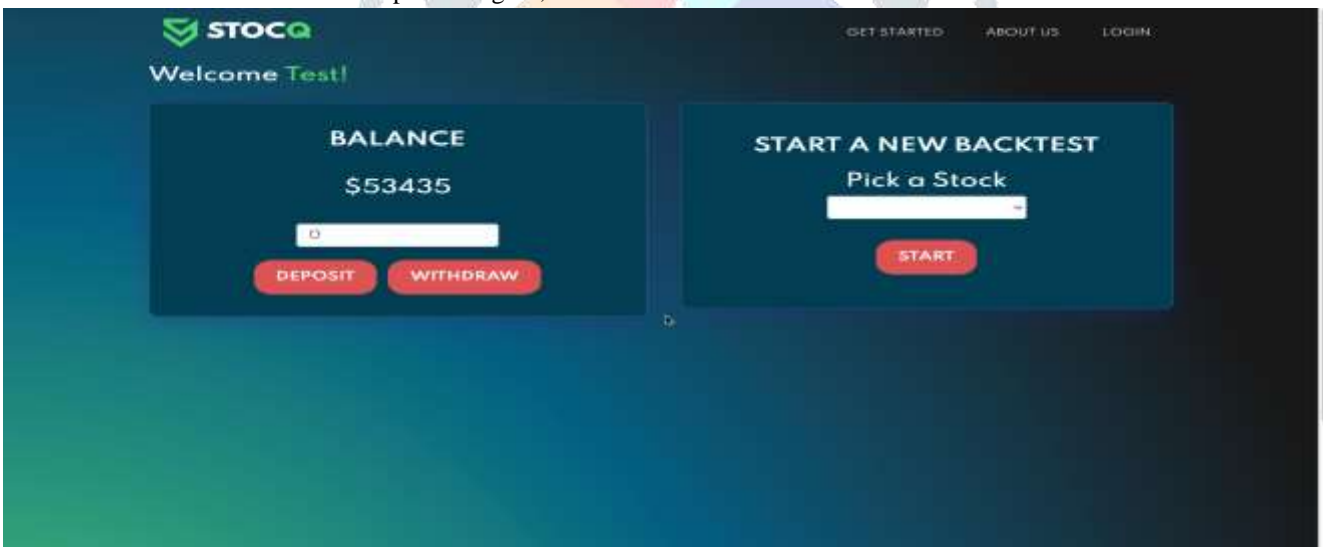 STOCQ
GET STARTED ABOUT US LOGIN
Welcome Test!
BALANCE
$53435
0
DEPOSIT WITHDRAW
START A NEW BACKTEST
Pick a Stock
START